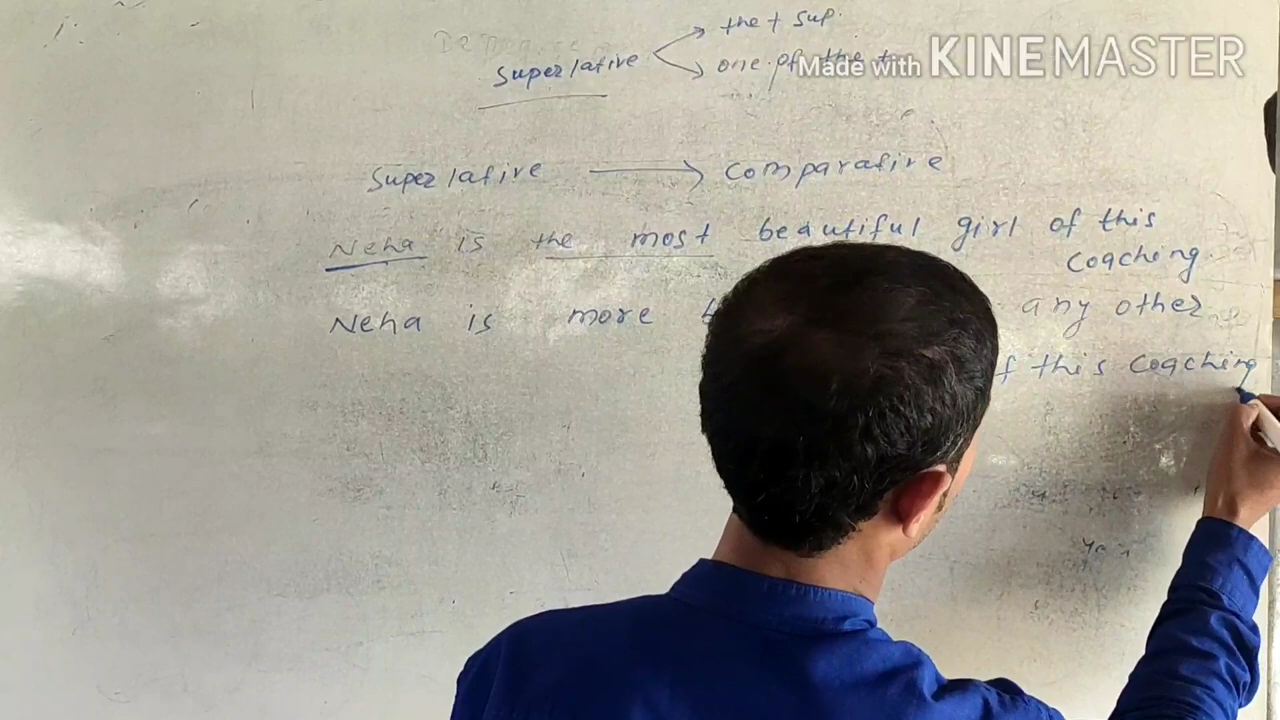 the + sup.
Superlative
one of the +
Made with KINEMASTER
Superlative → Comparative
Neha is the most beautiful girl of this
Coaching.
Neha is more any other
this Coaching